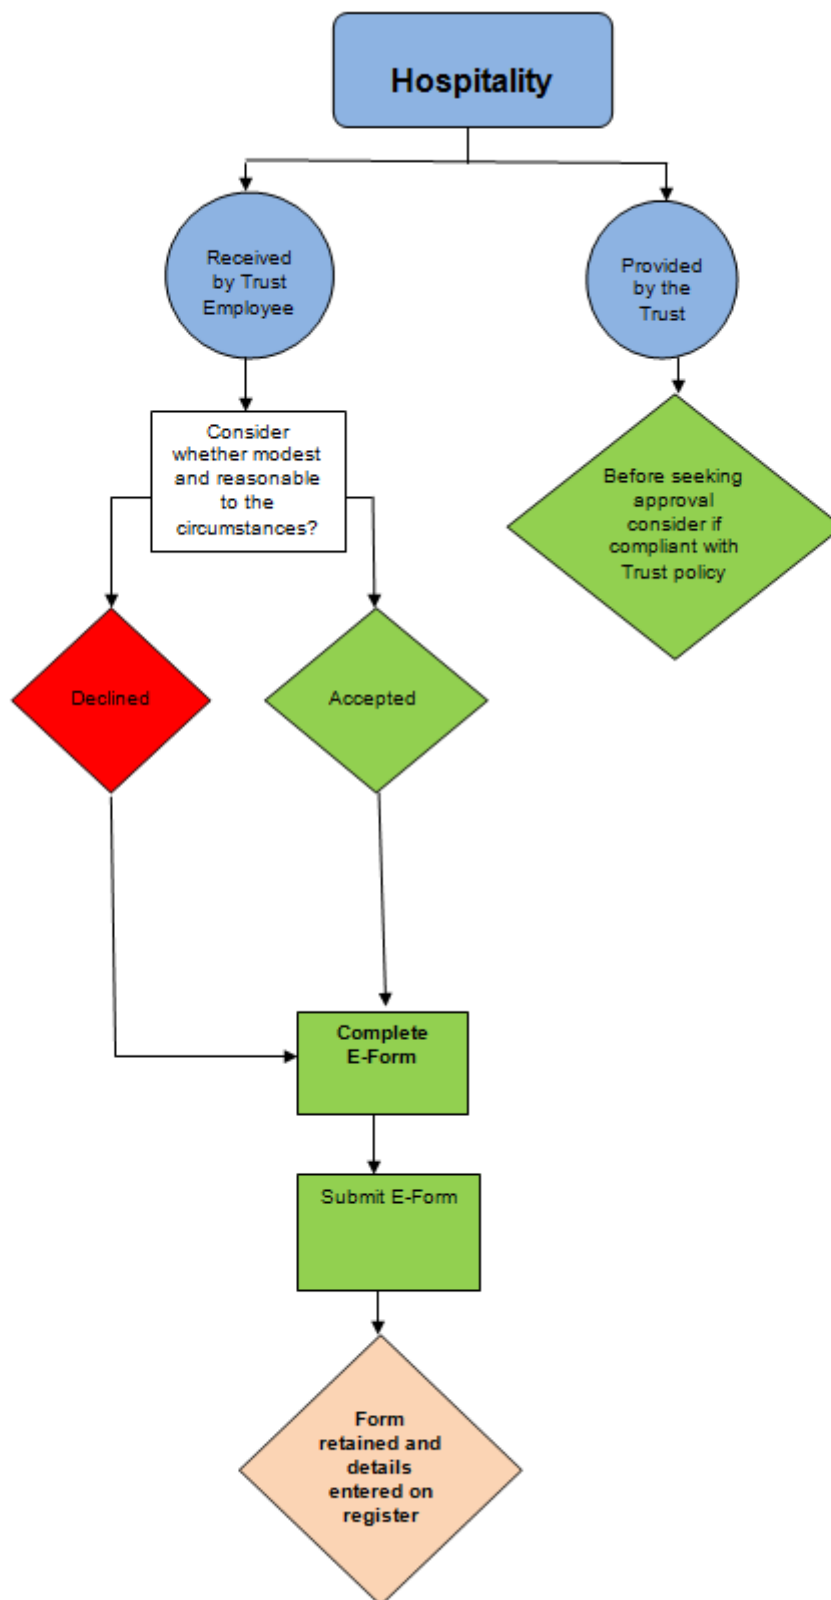 Hospitality
Received
by Trust
Employee
Provided
by the
Trust
Consider
whether modest
and reasonable
to the
circumstances?
Before seeking
approval
consider if
compliant with
Trust policy
Declined
Accepted
Complete
E-Form
Submit E-Form
Form
retained and
details
entered on
register